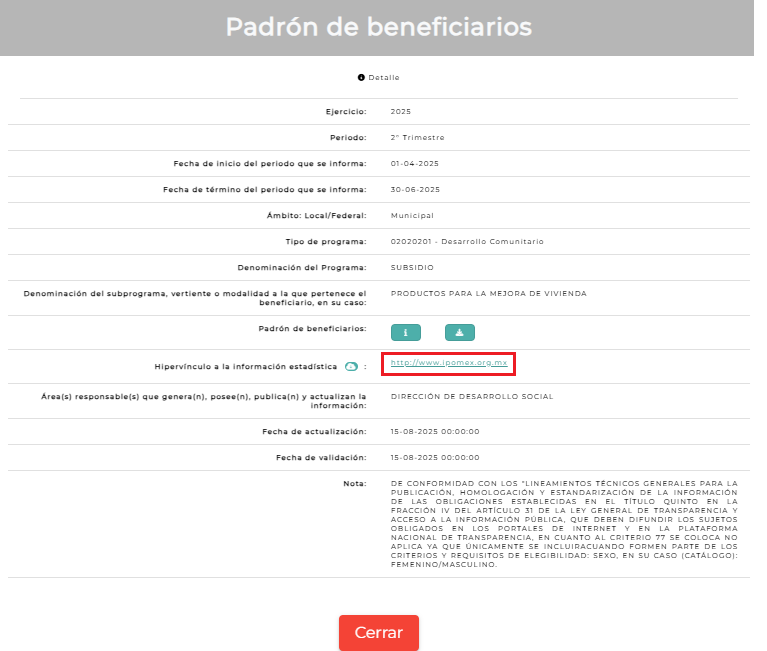 Padrón de beneficiarios
Detalle
Ejercicio: 2025
Periodo: 2° Trimestre
Fecha de inicio del periodo que se informa: 01-04-2025
Fecha de término del periodo que se informa: 30-06-2025
Ámbito: Local/Federal: Municipal
Tipo de programa: 02020201 - Desarrollo Comunitario
Denominación del Programa: SUBSIDIO
Denominación del subprograma, vertiente o modalidad a la que pertenece el
beneficiario, en su caso:
PRODUCTOS PARA LA MEJORA DE VIVIENDA
Padrón de beneficiarios:
Hipervínculo a la información estadística : http://www.ipomex.org.mx
Área(s) responsable(s) que genera(n), posee(n), publica(n) y actualizan la
información:
DIRECCIÓN DE DESARROLLO SOCIAL
Fecha de actualización: 15-08-2025 00:00:00
Fecha de validación: 15-08-2025 00:00:00
Nota: DE CONFORMIDAD CON LOS "LINEAMIENTOS TÉCNICOS GENERALES PARA LA
PUBLICACIÓN, HOMOLOGACIÓN Y ESTANDARIZACIÓN DE LA INFORMACIÓN
DE LAS OBLIGACIONES ESTABLECIDAS EN EL TÍTULO QUINTO EN LA
FRACCIÓN IV DEL ARTÍCULO 31 DE LA LEY GENERAL DE TRANSPARENCIA Y
ACCESO A LA INFORMACIÓN PÚBLICA, QUE DEBEN DIFUNDIR LOS SUJETOS
OBLIGADOS EN LOS PORTALES DE INTERNET Y EN LA PLATAFORMA
NACIONAL DE TRANSPARENCIA, EN CUANTO AL CRITERIO 77 SE COLOCA NO
APLICA YA QUE ÚNICAMENTE SE INCLUIRACUANDO FORMEN PARTE DE LOS
CRITERIOS Y REQUISITOS DE ELEGIBILIDAD: SEXO, EN SU CASO (CATÁLOGO):
FEMENINO/MASCULINO.
Cerrar